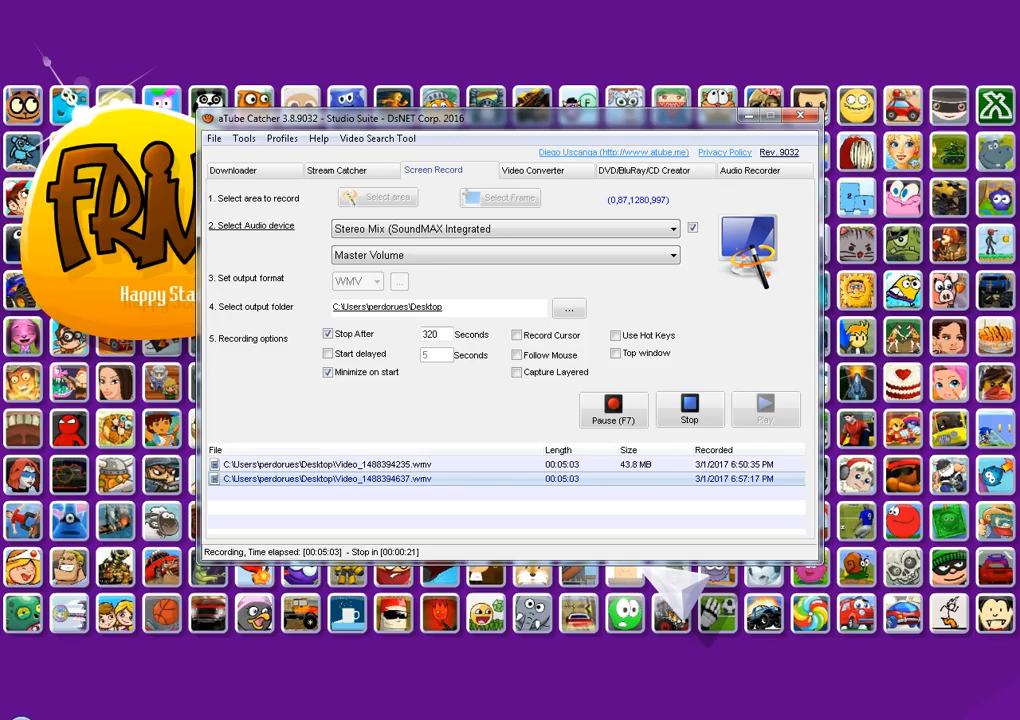 aTube Catcher 3.8.9032 - Studio Suite - DsNET Corp. 2016
File Tools Profiles Help Video Search Tool
Diego Uscanga (http://www.atube.me) Privacy Policy Rev. 9032
Downloader Stream Catcher Screen Record Video Converter DVD/BluRay/CD Creator Audio Recorder
1. Select area to record Select area Select Frame (0,87,1280,997)
2. Select Audio device Stereo Mix (SoundMAX Integrated
Master Volume
3. Set output format WMV ...
4. Select output folder C:\Users\perdorues\Desktop ...
5. Recording options Stop After 320 Seconds Record Cursor Use Hot Keys
Start delayed 5 Seconds Follow Mouse Top window
Minimize on start Capture Layered
Pause (F7) Stop Play
File Length Size Recorded
C:\Users\perdorues\Desktop\Video_1488394235.wmv 00:05:03 43.8 MB 3/1/2017 6:50:35 PM
C:\Users\perdorues\Desktop\Video_1488394637.wmv 00:05:03 3/1/2017 6:57:17 PM
Recording, Time elapsed: [00:05:03] - Stop in [00:00:21]
FRI
Happy Sta